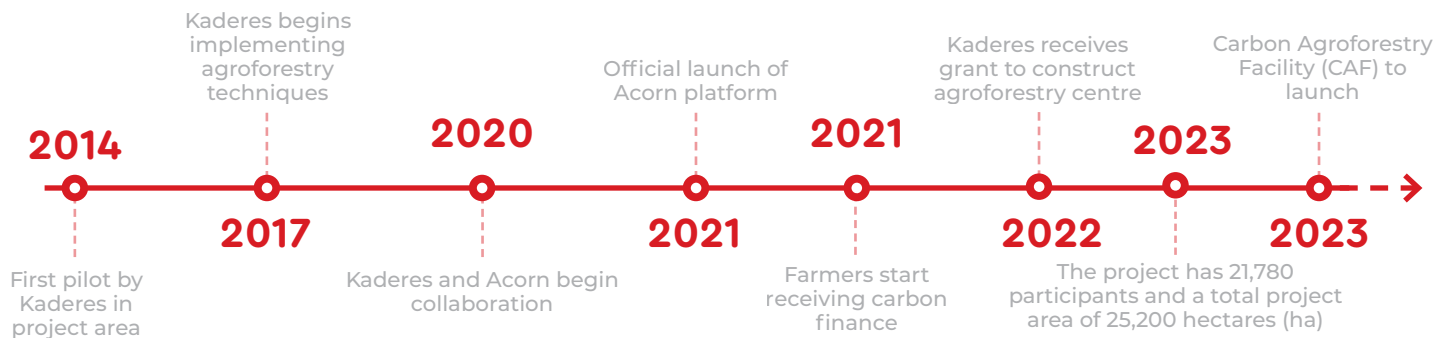 2014
First pilot by
Kaderes in
project area
Kaderes begins
implementing
agroforestry
techniques
2017
2020
Kaderes and Acorn begin
collaboration
Official launch of
Acorn platform
2021
2021
Farmers start
receiving carbon
finance
Kaderes receives
grant to construct
agroforestry centre
2022
2023
The project has 21,780
participants and a total project
area of 25,200 hectares (ha)
Carbon Agroforestry
Facility (CAF) to
launch
2023